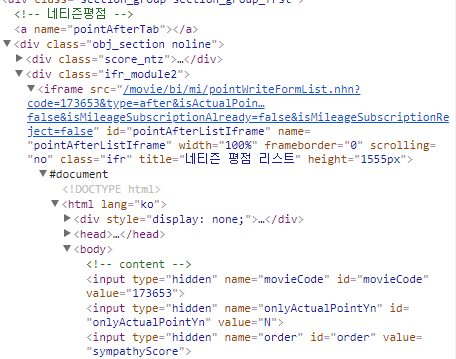 <!-- 네티즌평점 -->
<a name="pointAfterTab"></a>
▼<div class="obj_section noline">
▶<div class="score_ntz">…</div>
▼<div class="ifr_module2">
▼<iframe src="/movie/bi/mi/pointWriteFormList.nhn?
code=173653&type=after&isActualPoin…
false&isMileageSubscriptionAlready=false&isMileageSubscriptionRe
ject=false" id="pointAfterListIframe" name=
"pointAfterListIframe" width="100%" frameborder="0" scrolling=
"no" class="ifr" title="네티즌 평점 리스트" height="1555px">
▼#document
<!DOCTYPE html>
▼<html lang="ko">
▶<div style="display: none;">…</div>
▶<head>…</head>
▼<body>
<!-- content -->
<input type="hidden" name="movieCode" id="movieCode"
value="173653">
<input type="hidden" name="onlyActualPointYn" id=
"onlyActualPointYn" value="N">
<input type="hidden" name="order" id="order" value=
"sympathyScore">